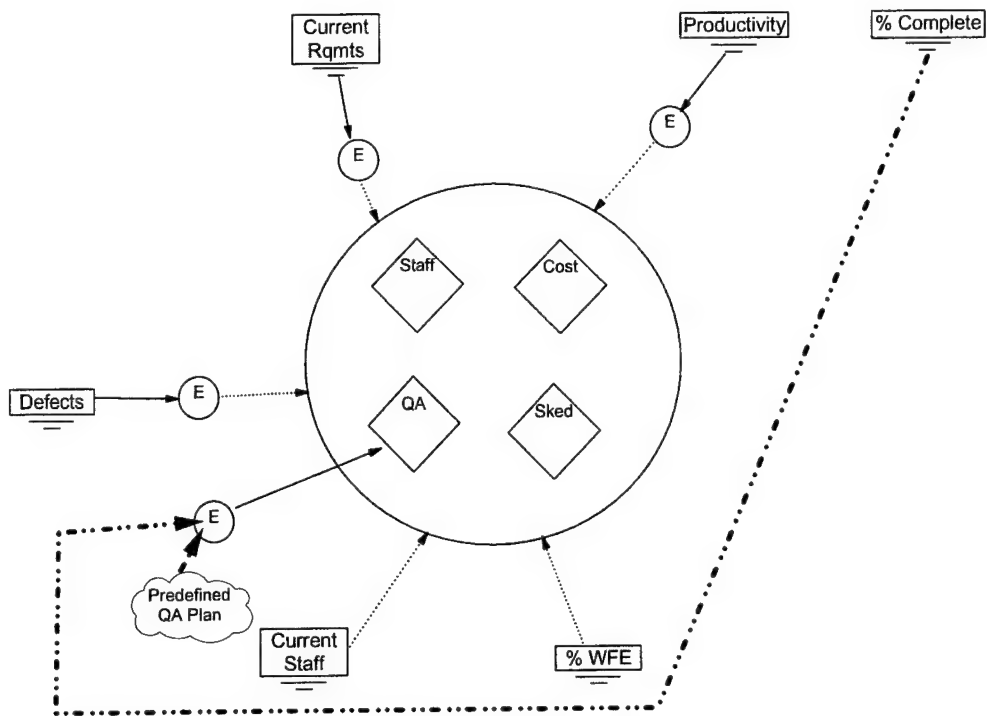 Current
Rqmts
Productivity
% Complete
E
E
Staff
Cost
Defects
E
QA
Sked
E
Predefined
QA Plan
Current
Staff
% WFE